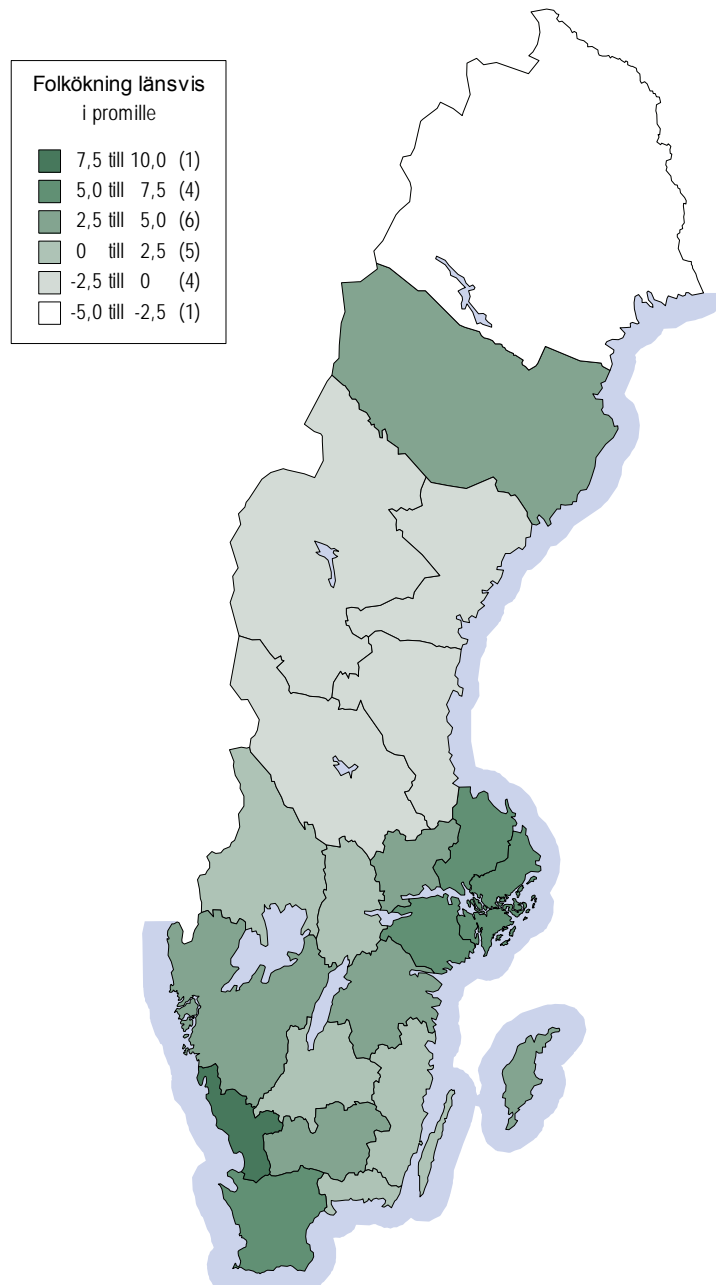 Folkökning länsvis
i promille
7,5 till 10,0 (1)
5,0 till 7,5 (4)
2,5 till 5,0 (6)
0 till 2,5 (5)
-2,5 till 0 (4)
-5,0 till -2,5 (1)